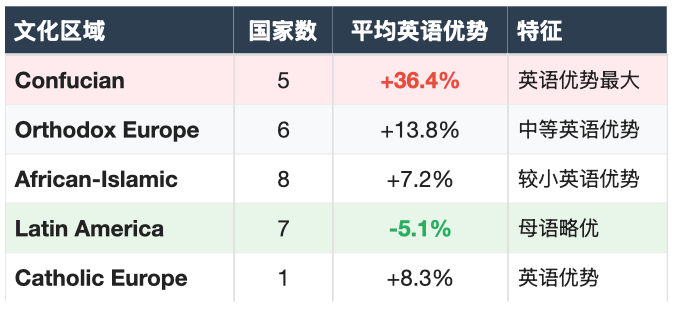 文化区域 国家数 平均英语优势 特征
Confucian 5 +36.4% 英语优势最大
Orthodox Europe 6 +13.8% 中等英语优势
African-Islamic 8 +7.2% 较小英语优势
Latin America 7 -5.1% 母语略优
Catholic Europe 1 +8.3% 英语优势